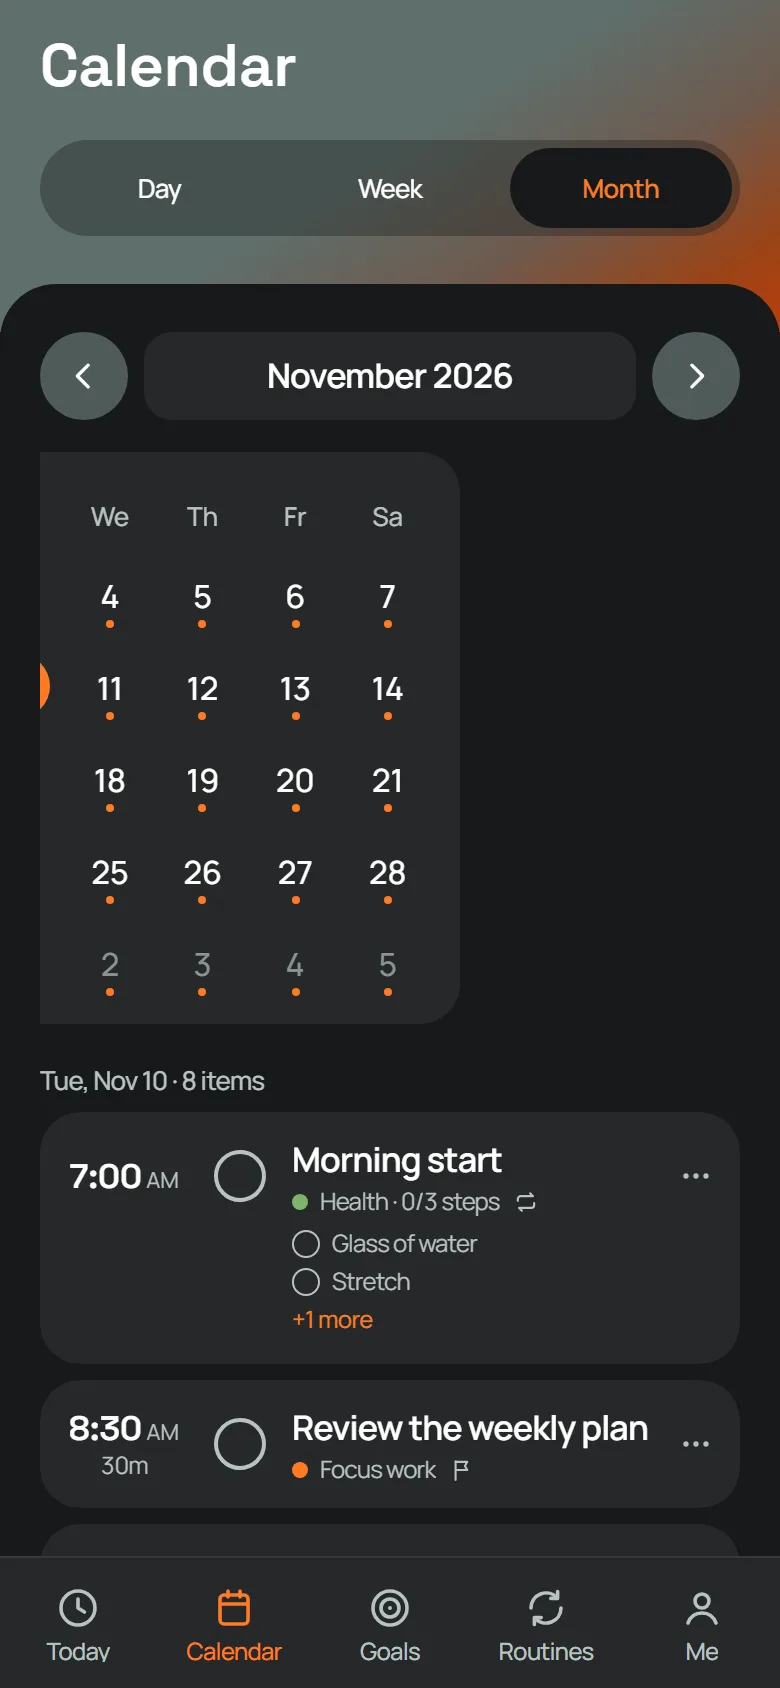 Calendar
Day Week Month
November 2026
We Th Fr Sa
4 5 6 7
11 12 13 14
18 19 20 21
25 26 27 28
2 3 4 5
Tue, Nov 10 · 8 items
7:00 AM Morning start
Health · 0/3 steps
Glass of water
Stretch
+1 more
8:30 AM Review the weekly plan
30m Focus work
Today Calendar Goals Routines Me